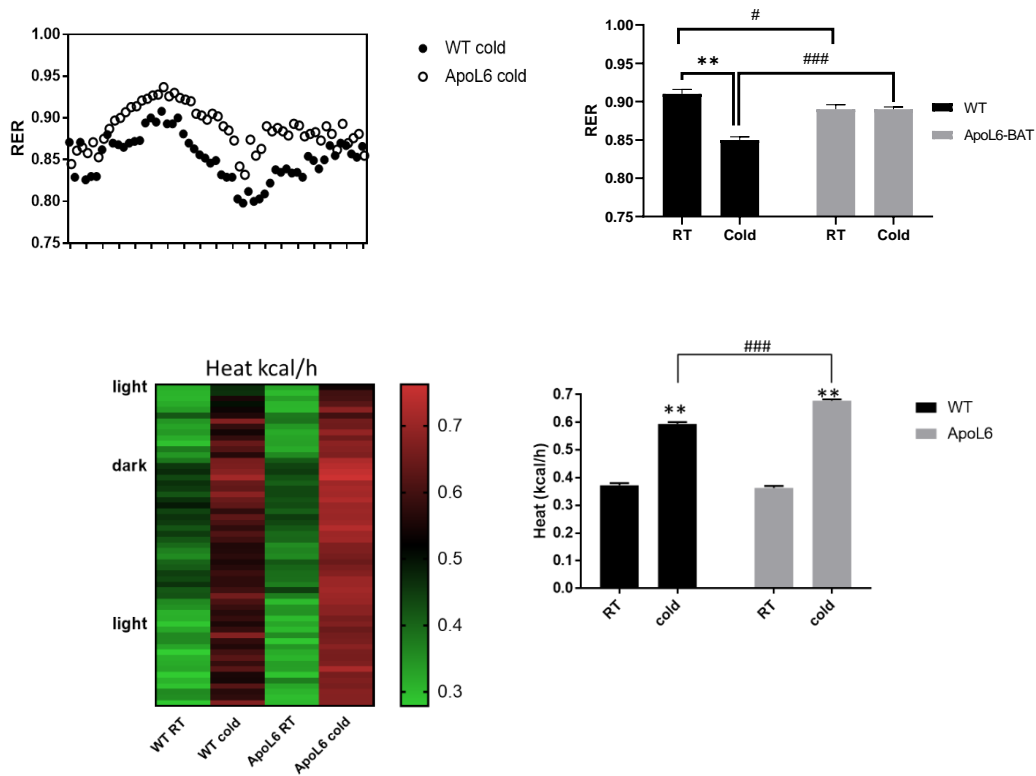 1.00
0.95
0.90
0.85
0.80
0.75
RER
WT cold
ApoL6 cold
1.00
0.95
0.90
0.85
0.80
0.75
RER
#
**
###
RT
Cold
RT
Cold
WT
ApoL6-BAT
Heat kcal/h
light
dark
light
WT RT
WT cold
ApoL6 RT
ApoL6 cold
0.7
0.6
0.5
0.4
0.3
###
0.7
0.6
0.5
0.4
0.3
0.2
0.1
0.0
Heat (kcal/h)
**
**
RT
cold
RT
cold
WT
ApoL6